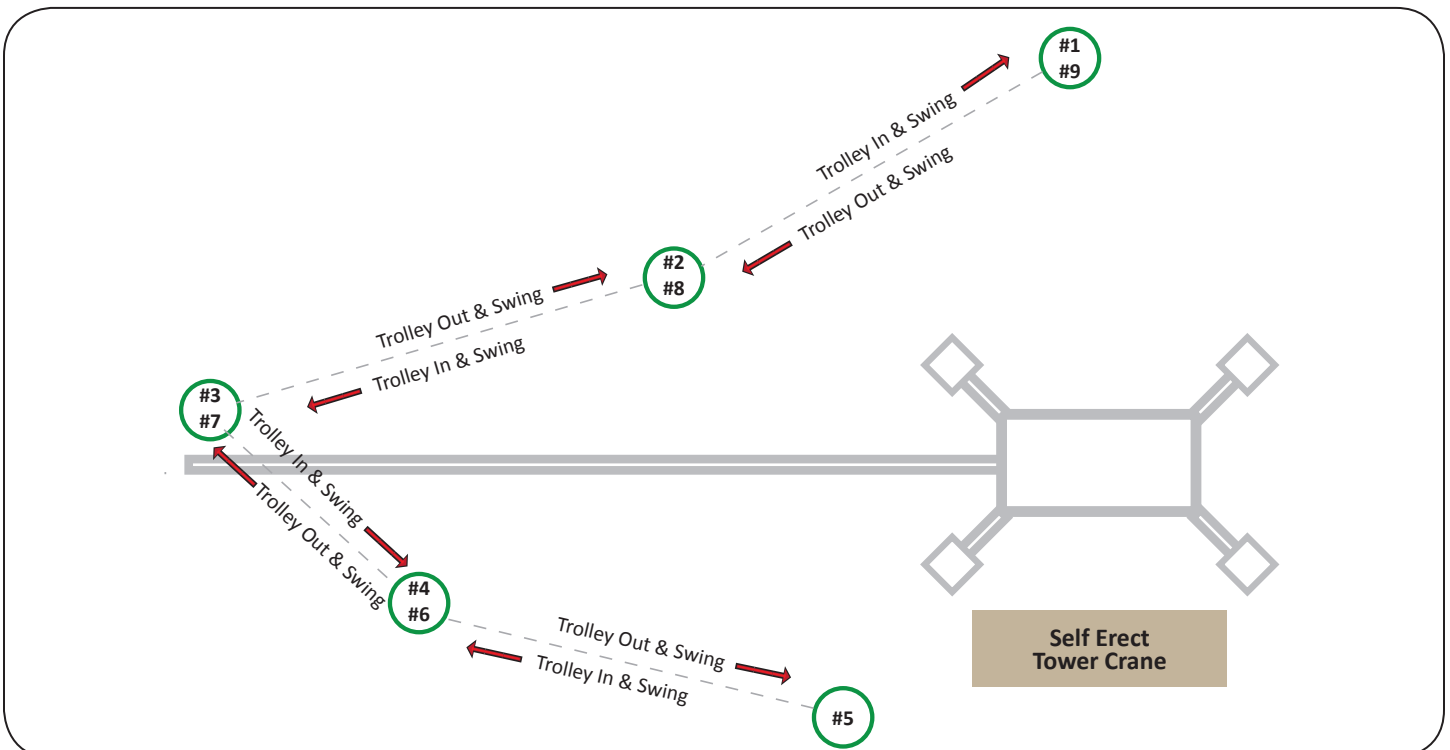 #1
#9
Trolley In & Swing
Trolley Out & Swing
#2
#8
Trolley Out & Swing
Trolley In & Swing
#3
#7
Trolley In & Swing
Trolley Out & Swing
#4
#6
Trolley Out & Swing
Trolley In & Swing
#5
Self Erect
Tower Crane